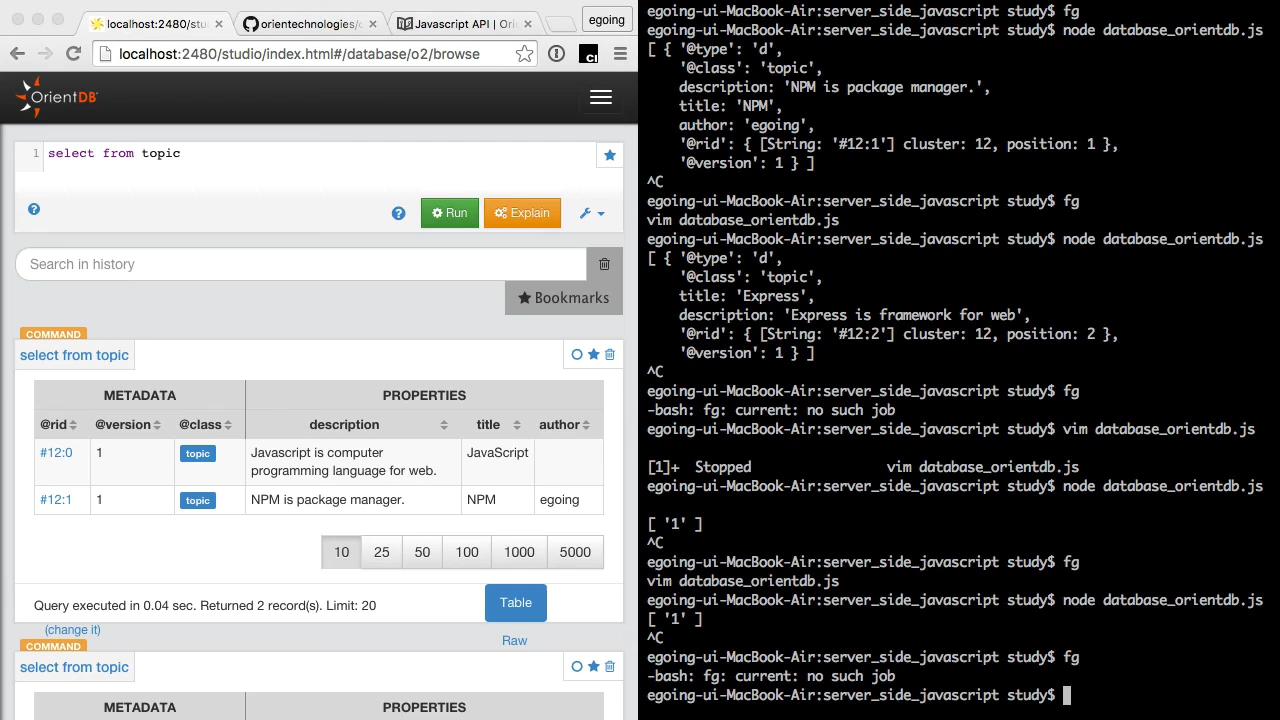 localhost:2480/stu
orientechnologies/
Javascript API | Ori
egoing
localhost:2480/studio/index.html#/database/o2/browse
OrientDB
1 select from topic
Run
Explain
Search in history
Bookmarks
COMMAND
select from topic
METADATA PROPERTIES
@rid @version @class description title author
#12:0 1 topic Javascript is computer programming language for web. JavaScript
#12:1 1 topic NPM is package manager. NPM egoing
10 25 50 100 1000 5000
Query executed in 0.04 sec. Returned 2 record(s). Limit: 20
(change it)
Table
Raw
COMMAND
select from topic
METADATA PROPERTIES
egoing-ui-MacBook-Air:server_side_javascript study$ fg
egoing-ui-MacBook-Air:server_side_javascript study$ node database_orientdb.js
[ { '@type': 'd',
'@class': 'topic',
description: 'NPM is package manager.',
title: 'NPM',
author: 'egoing',
'@rid': { [String: '#12:1'] cluster: 12, position: 1 },
'@version': 1 } ]
^C
egoing-ui-MacBook-Air:server_side_javascript study$ fg
vim database_orientdb.js
egoing-ui-MacBook-Air:server_side_javascript study$ node database_orientdb.js
[ { '@type': 'd',
'@class': 'topic',
title: 'Express',
description: 'Express is framework for web',
'@rid': { [String: '#12:2'] cluster: 12, position: 2 },
'@version': 1 } ]
^C
egoing-ui-MacBook-Air:server_side_javascript study$ fg
-bash: fg: current: no such job
egoing-ui-MacBook-Air:server_side_javascript study$ vim database_orientdb.js
[1]+ Stopped vim database_orientdb.js
egoing-ui-MacBook-Air:server_side_javascript study$ node database_orientdb.js
[ '1' ]
^C
egoing-ui-MacBook-Air:server_side_javascript study$ fg
vim database_orientdb.js
egoing-ui-MacBook-Air:server_side_javascript study$ node database_orientdb.js
[ '1' ]
^C
egoing-ui-MacBook-Air:server_side_javascript study$ fg
-bash: fg: current: no such job
egoing-ui-MacBook-Air:server_side_javascript study$